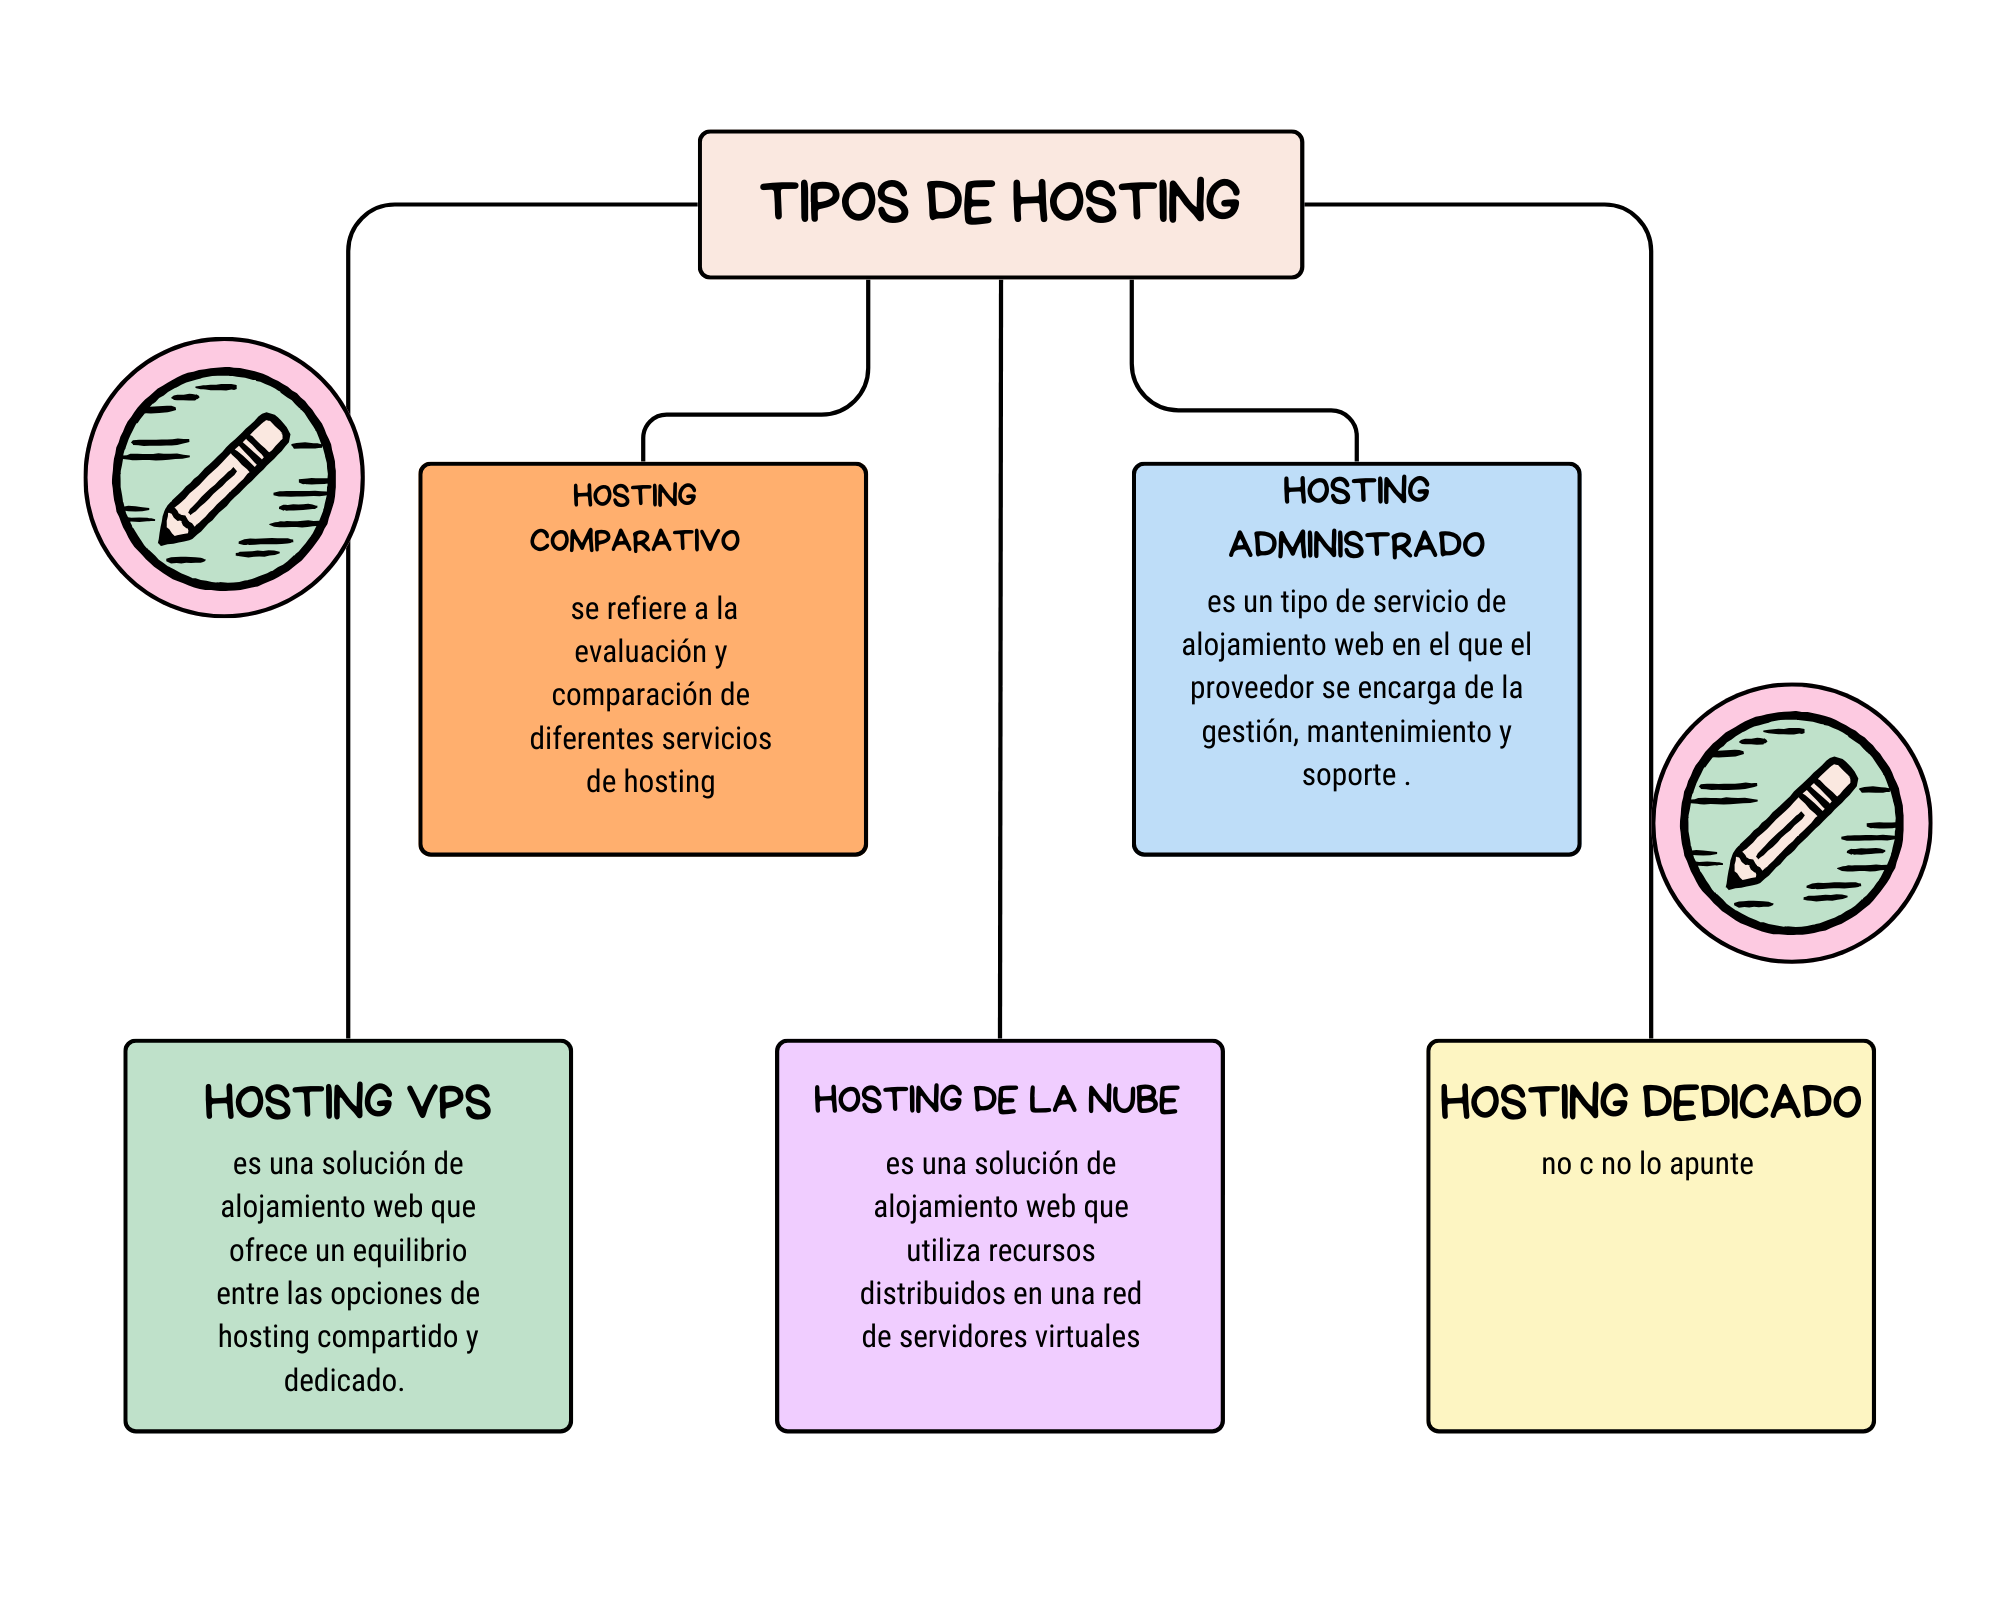 TIPOS DE HOSTING
HOSTING
COMPARATIVO
se refiere a la
evaluación y
comparación de
diferentes servicios
de hosting
HOSTING
ADMINISTRADO
es un tipo de servicio de
alojamiento web en el que el
proveedor se encarga de la
gestión, mantenimiento y
soporte .
HOSTING VPS
es una solución de
alojamiento web que
ofrece un equilibrio
entre las opciones de
hosting compartido y
dedicado.
HOSTING DE LA NUBE
es una solución de
alojamiento web que
utiliza recursos
distribuidos en una red
de servidores virtuales
HOSTING DEDICADO
no c no lo apunte